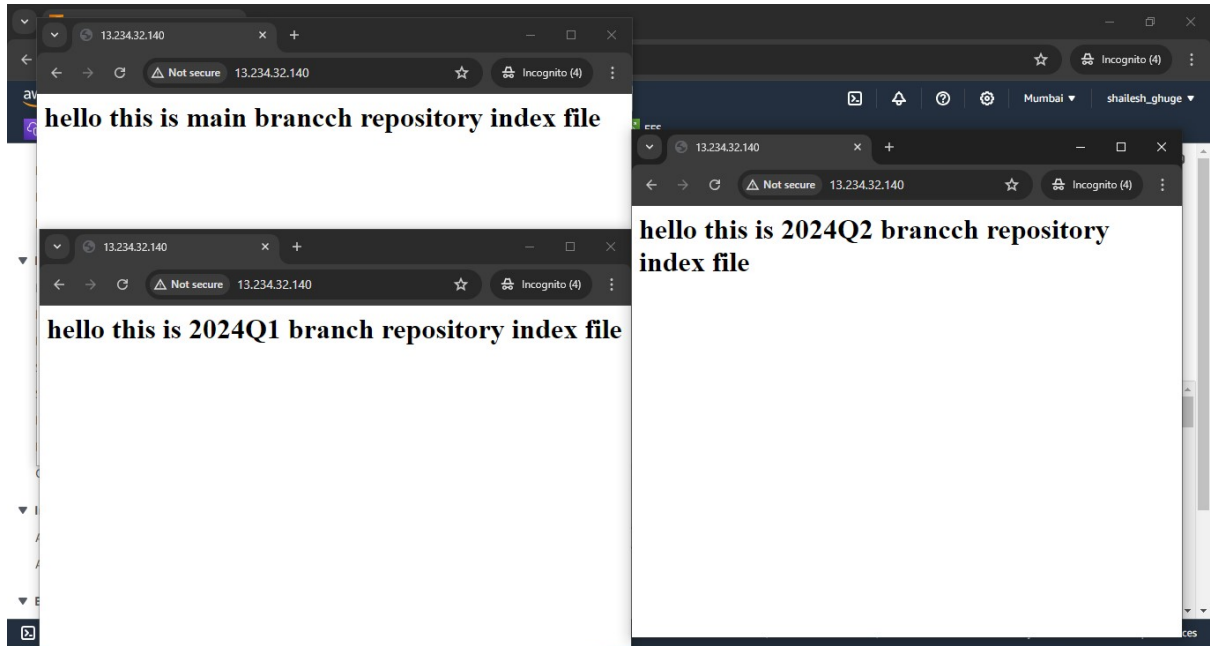 13.234.32.140
Not secure 13.234.32.140
Incognito (4)
hello this is main brancch repository index file
Incognito (4)
Mumbai
shailesh_ghuge
EFS
13.234.32.140
Not secure 13.234.32.140
Incognito (4)
hello this is 2024Q1 branch repository index file
13.234.32.140
Not secure 13.234.32.140
Incognito (4)
hello this is 2024Q2 brancch repository
index file